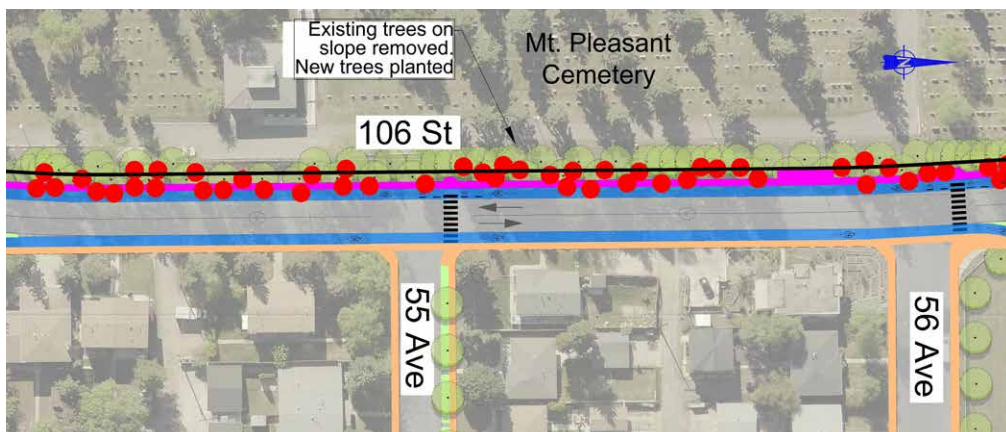 Existing trees on
slope removed.
New trees planted
Mt. Pleasant
Cemetery
N
106 St
55 Ave
56 Ave